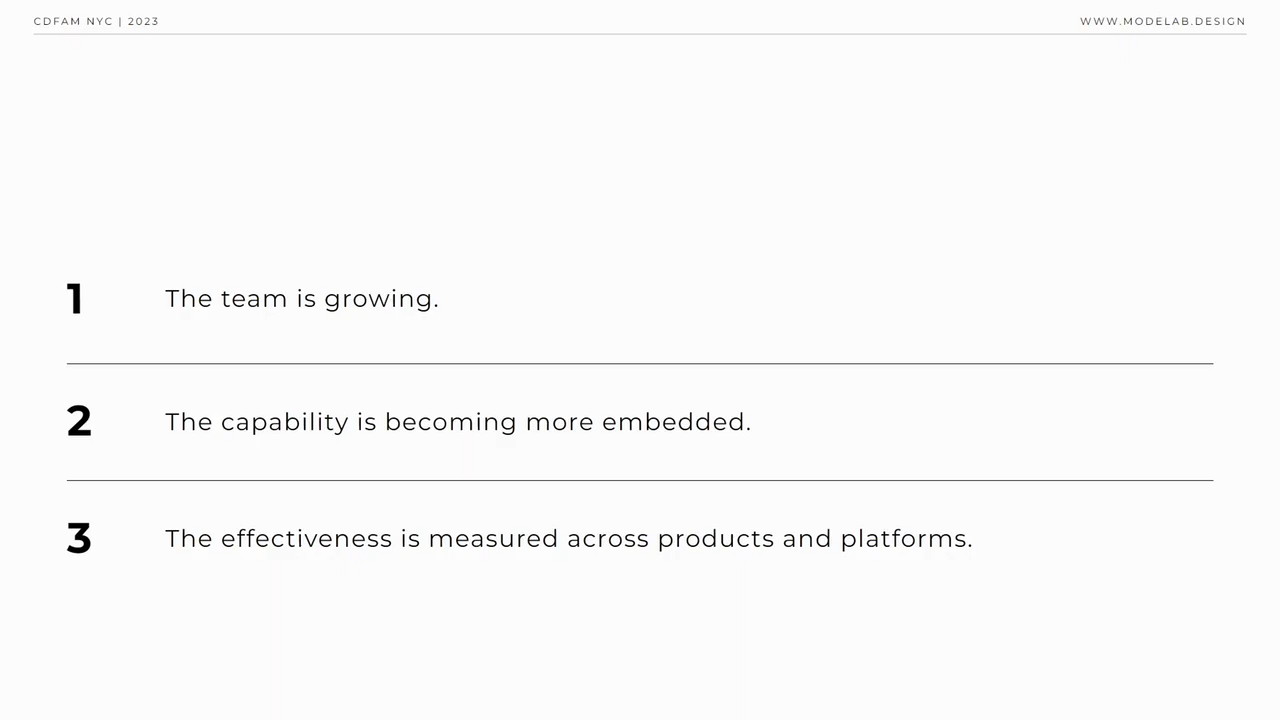 CDFAM NYC | 2023
WWW.MODELAB.DESIGN
1 The team is growing.
2 The capability is becoming more embedded.
3 The effectiveness is measured across products and platforms.